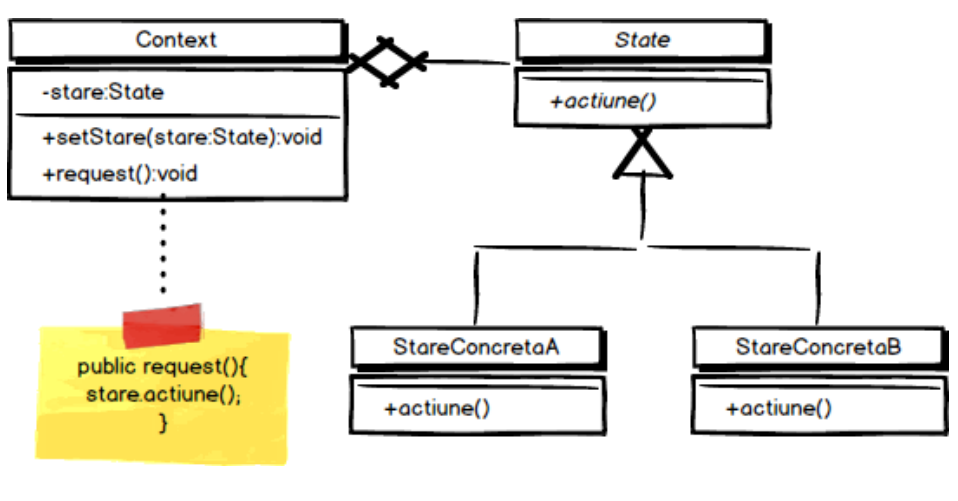 Context
-stare:State
+setStare(stare:State):void
+request():void
State
+actiune()
public request(){
stare.actiune();
}
StareConcretaA
+actiune()
StareConcretaB
+actiune()